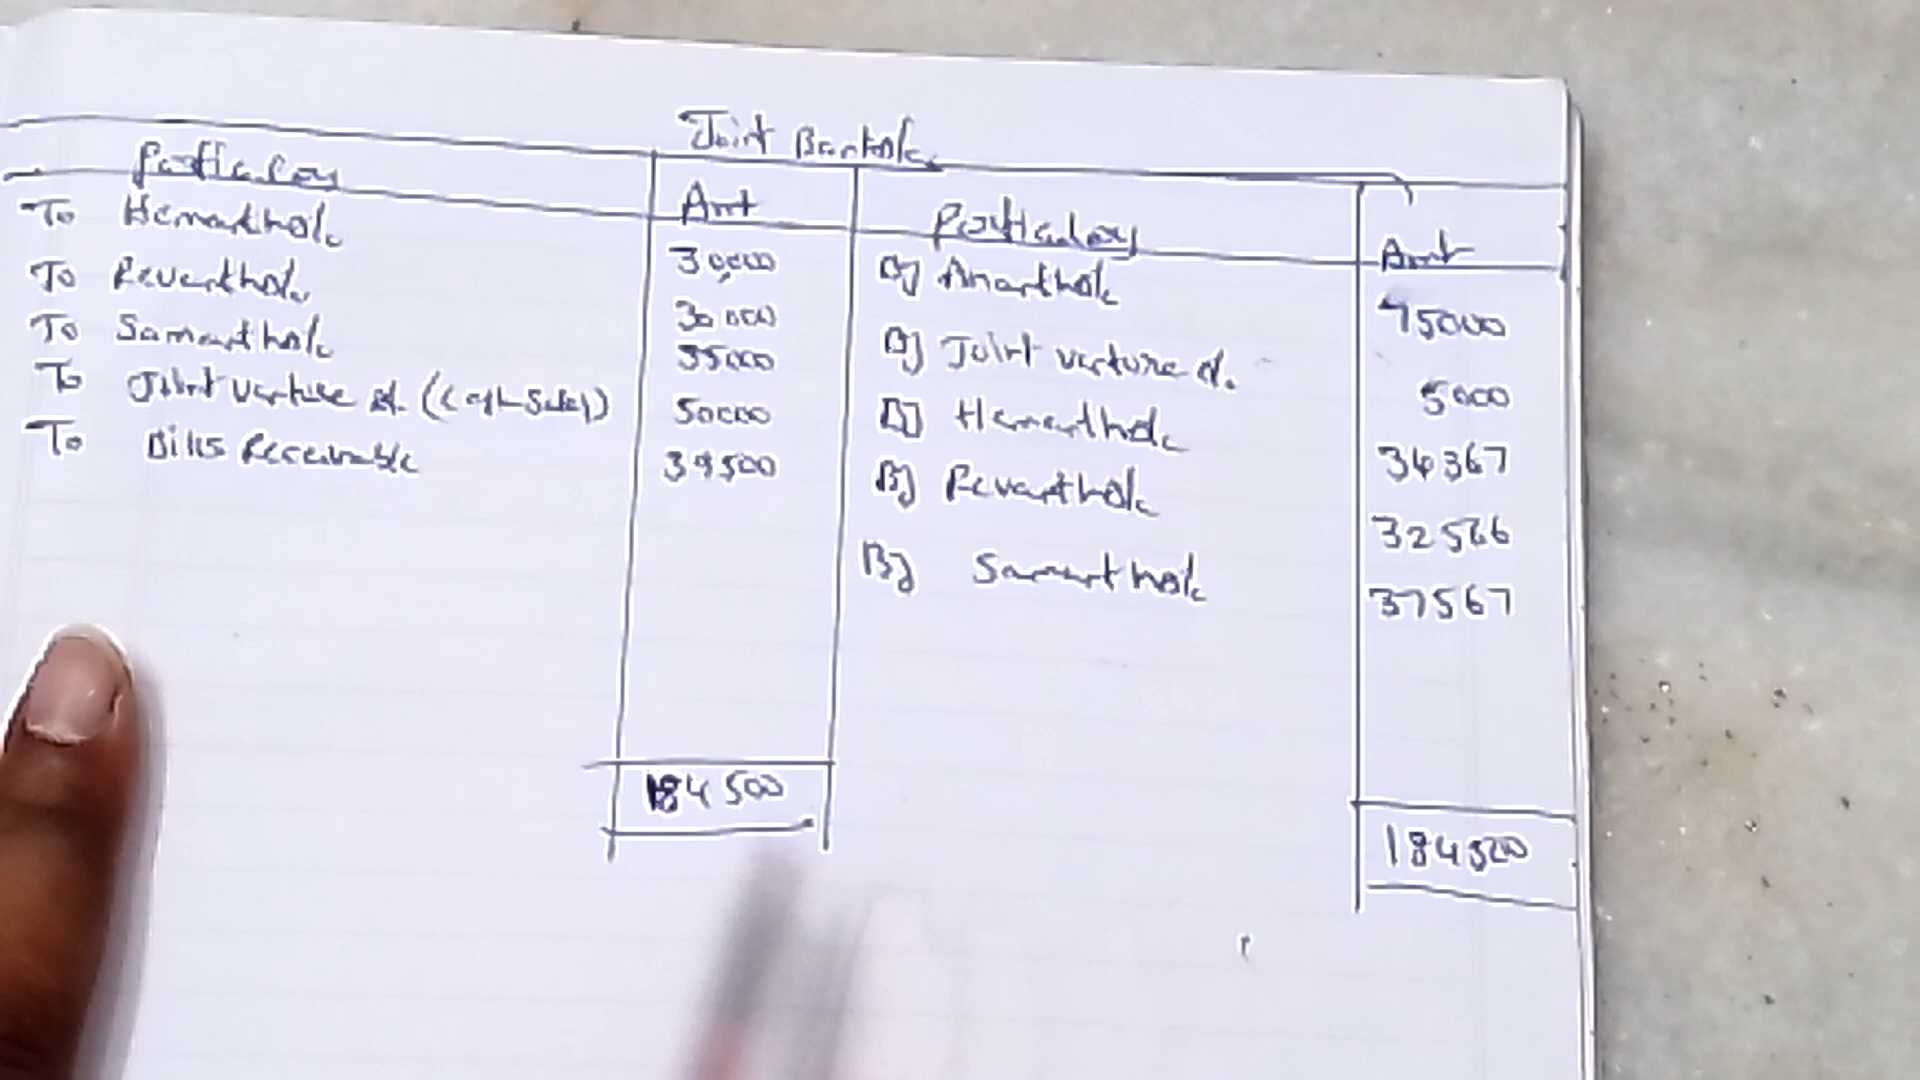 Joint Bank a/c
Particulars Amt Particulars Amt
To Hemanth a/c 30,000 By Ananth a/c 75000
To Revanth a/c 30000 By Joint venture a/c 5000
To Samanth a/c 35000 By Hemanth a/c 34367
To Joint venture a/c (Cash Sales) 50000 By Revanth a/c 32566
To Bills Receivable 39500 By Samanth a/c 37567
184500 184500